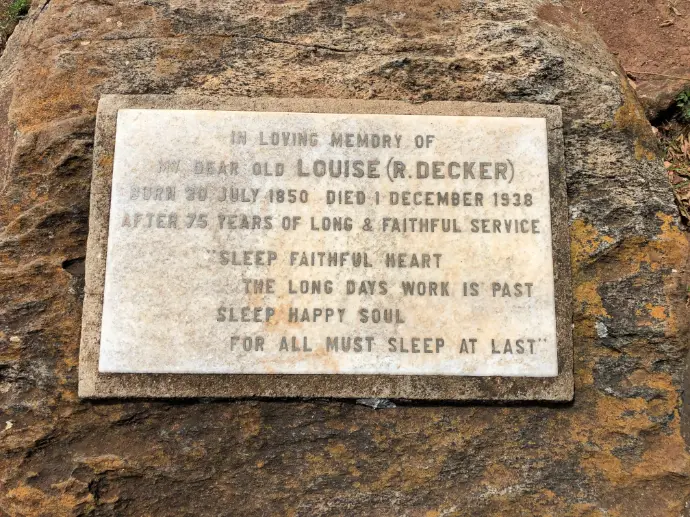 IN LOVING MEMORY OF
MY DEAR OLD LOUISE (R. DECKER)
BORN 30 JULY 1850 DIED 1 DECEMBER 1938
AFTER 75 YEARS OF LONG & FAITHFUL SERVICE
"SLEEP FAITHFUL HEART
THE LONG DAYS WORK IS PAST
SLEEP HAPPY SOUL
FOR ALL MUST SLEEP AT LAST"